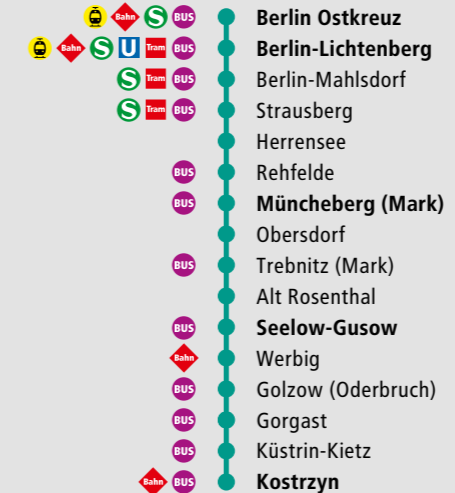 Bahn S BUS Berlin Ostkreuz
Bahn S U Tram BUS Berlin-Lichtenberg
S Tram BUS Berlin-Mahlsdorf
S Tram BUS Strausberg
Herrensee
BUS Rehfelde
BUS Müncheberg (Mark)
Obersdorf
BUS Trebnitz (Mark)
Alt Rosenthal
BUS Seelow-Gusow
Bahn Werbig
BUS Golzow (Oderbruch)
BUS Gorgast
BUS Küstrin-Kietz
Bahn BUS Kostrzyn